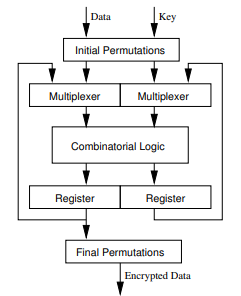 Data Key
Initial Permutations
Multiplexer Multiplexer
Combinatorial Logic
Register Register
Final Permutations
Encrypted Data